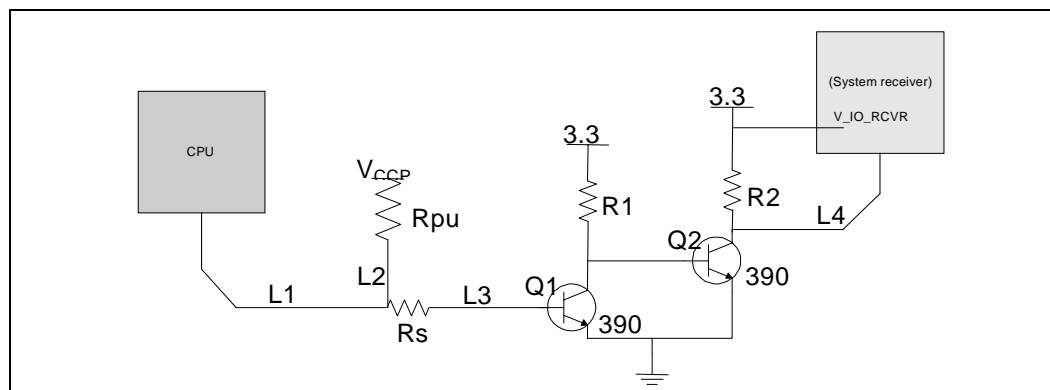 (System receiver)
3.3
V_IO_RCVR
CPU
3.3
VCCP
R1
R2
Rpu
L4
Q2
L2
390
L1
L3
Q1
Rs
390